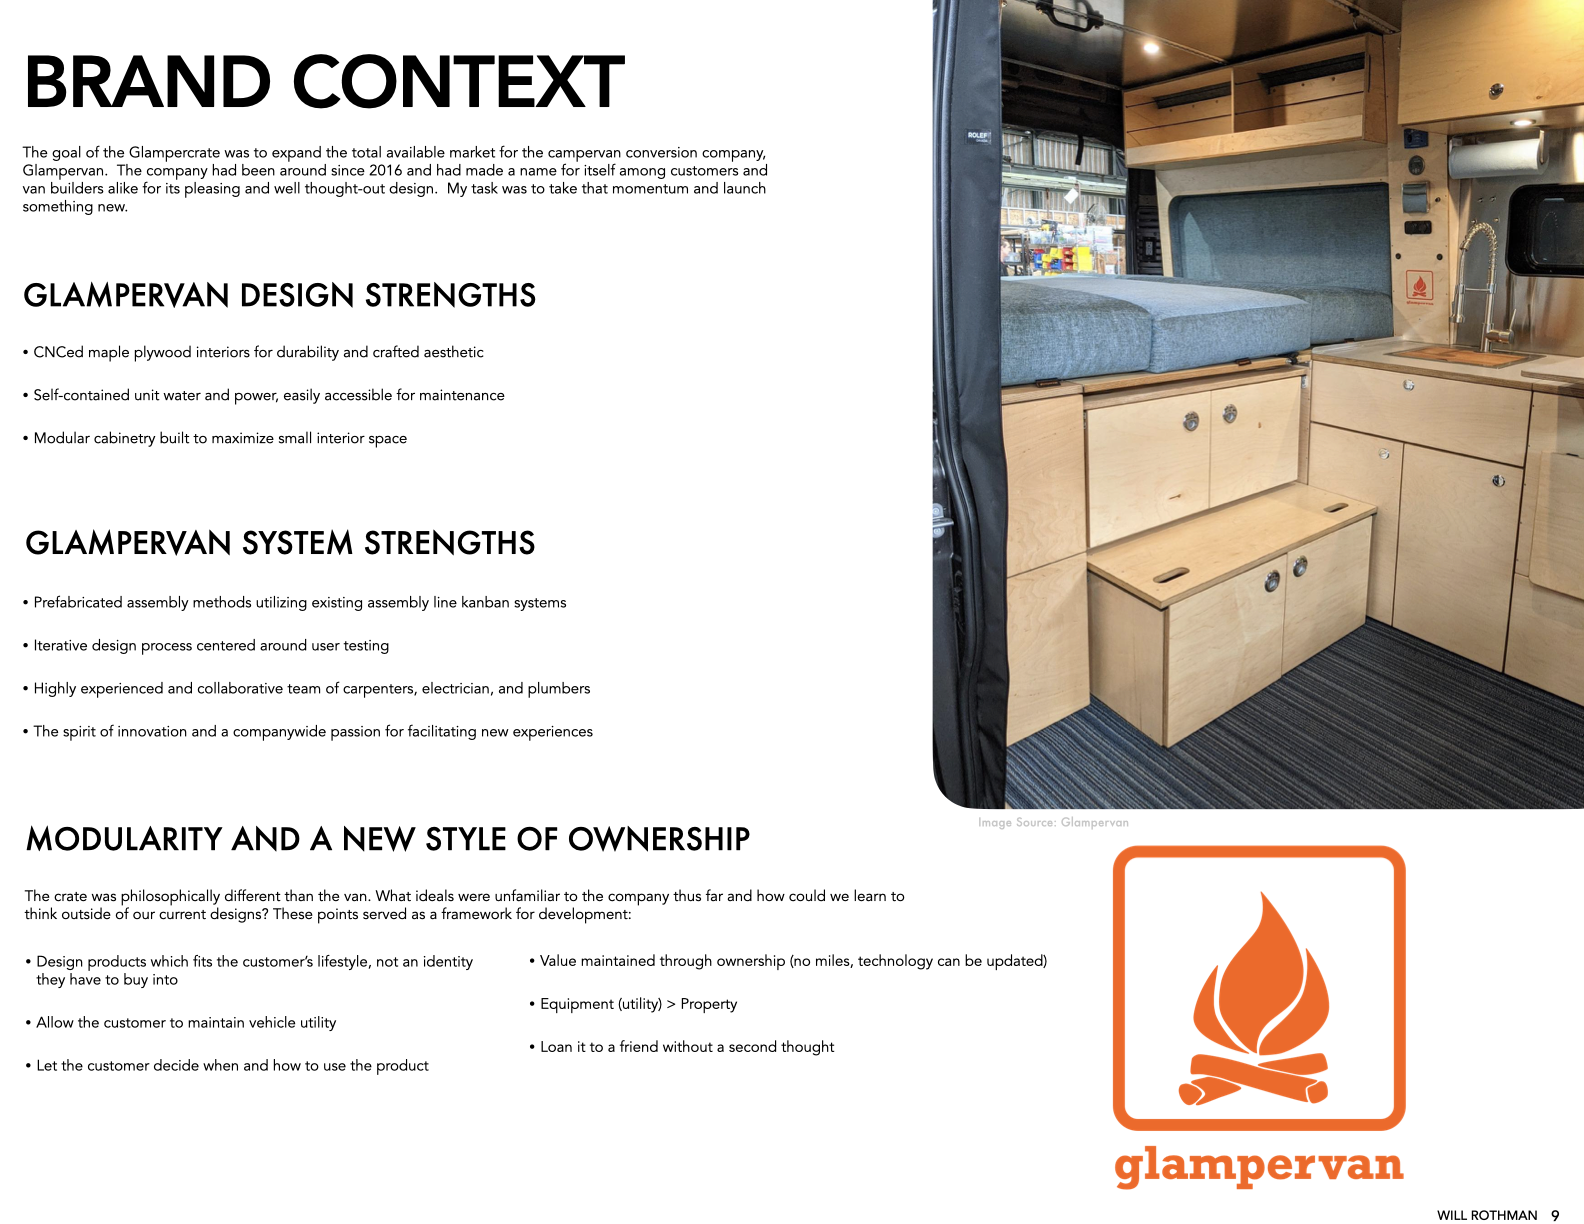 BRAND CONTEXT
The goal of the Glampercrate was to expand the total available market for the campervan conversion company,
Glampervan.  The company had been around since 2016 and had made a name for itself among customers and
van builders alike for its pleasing and well thought-out design.  My task was to take that momentum and launch
something new.
GLAMPERVAN DESIGN STRENGTHS
• CNCed maple plywood interiors for durability and crafted aesthetic
• Self-contained unit water and power, easily accessible for maintenance
• Modular cabinetry built to maximize small interior space
GLAMPERVAN SYSTEM STRENGTHS
• Prefabricated assembly methods utilizing existing assembly line kanban systems
• Iterative design process centered around user testing
• Highly experienced and collaborative team of carpenters, electrician, and plumbers
• The spirit of innovation and a companywide passion for facilitating new experiences
MODULARITY AND A NEW STYLE OF OWNERSHIP
The crate was philosophically different than the van. What ideals were unfamiliar to the company thus far and how could we learn to
think outside of our current designs? These points served as a framework for development:
• Design products which fits the customer’s lifestyle, not an identity
they have to buy into
• Allow the customer to maintain vehicle utility
• Let the customer decide when and how to use the product
• Value maintained through ownership (no miles, technology can be updated)
• Equipment (utility) > Property
• Loan it to a friend without a second thought
glampervan
Image Source: Glampervan
glampervan
WILL ROTHMAN 9